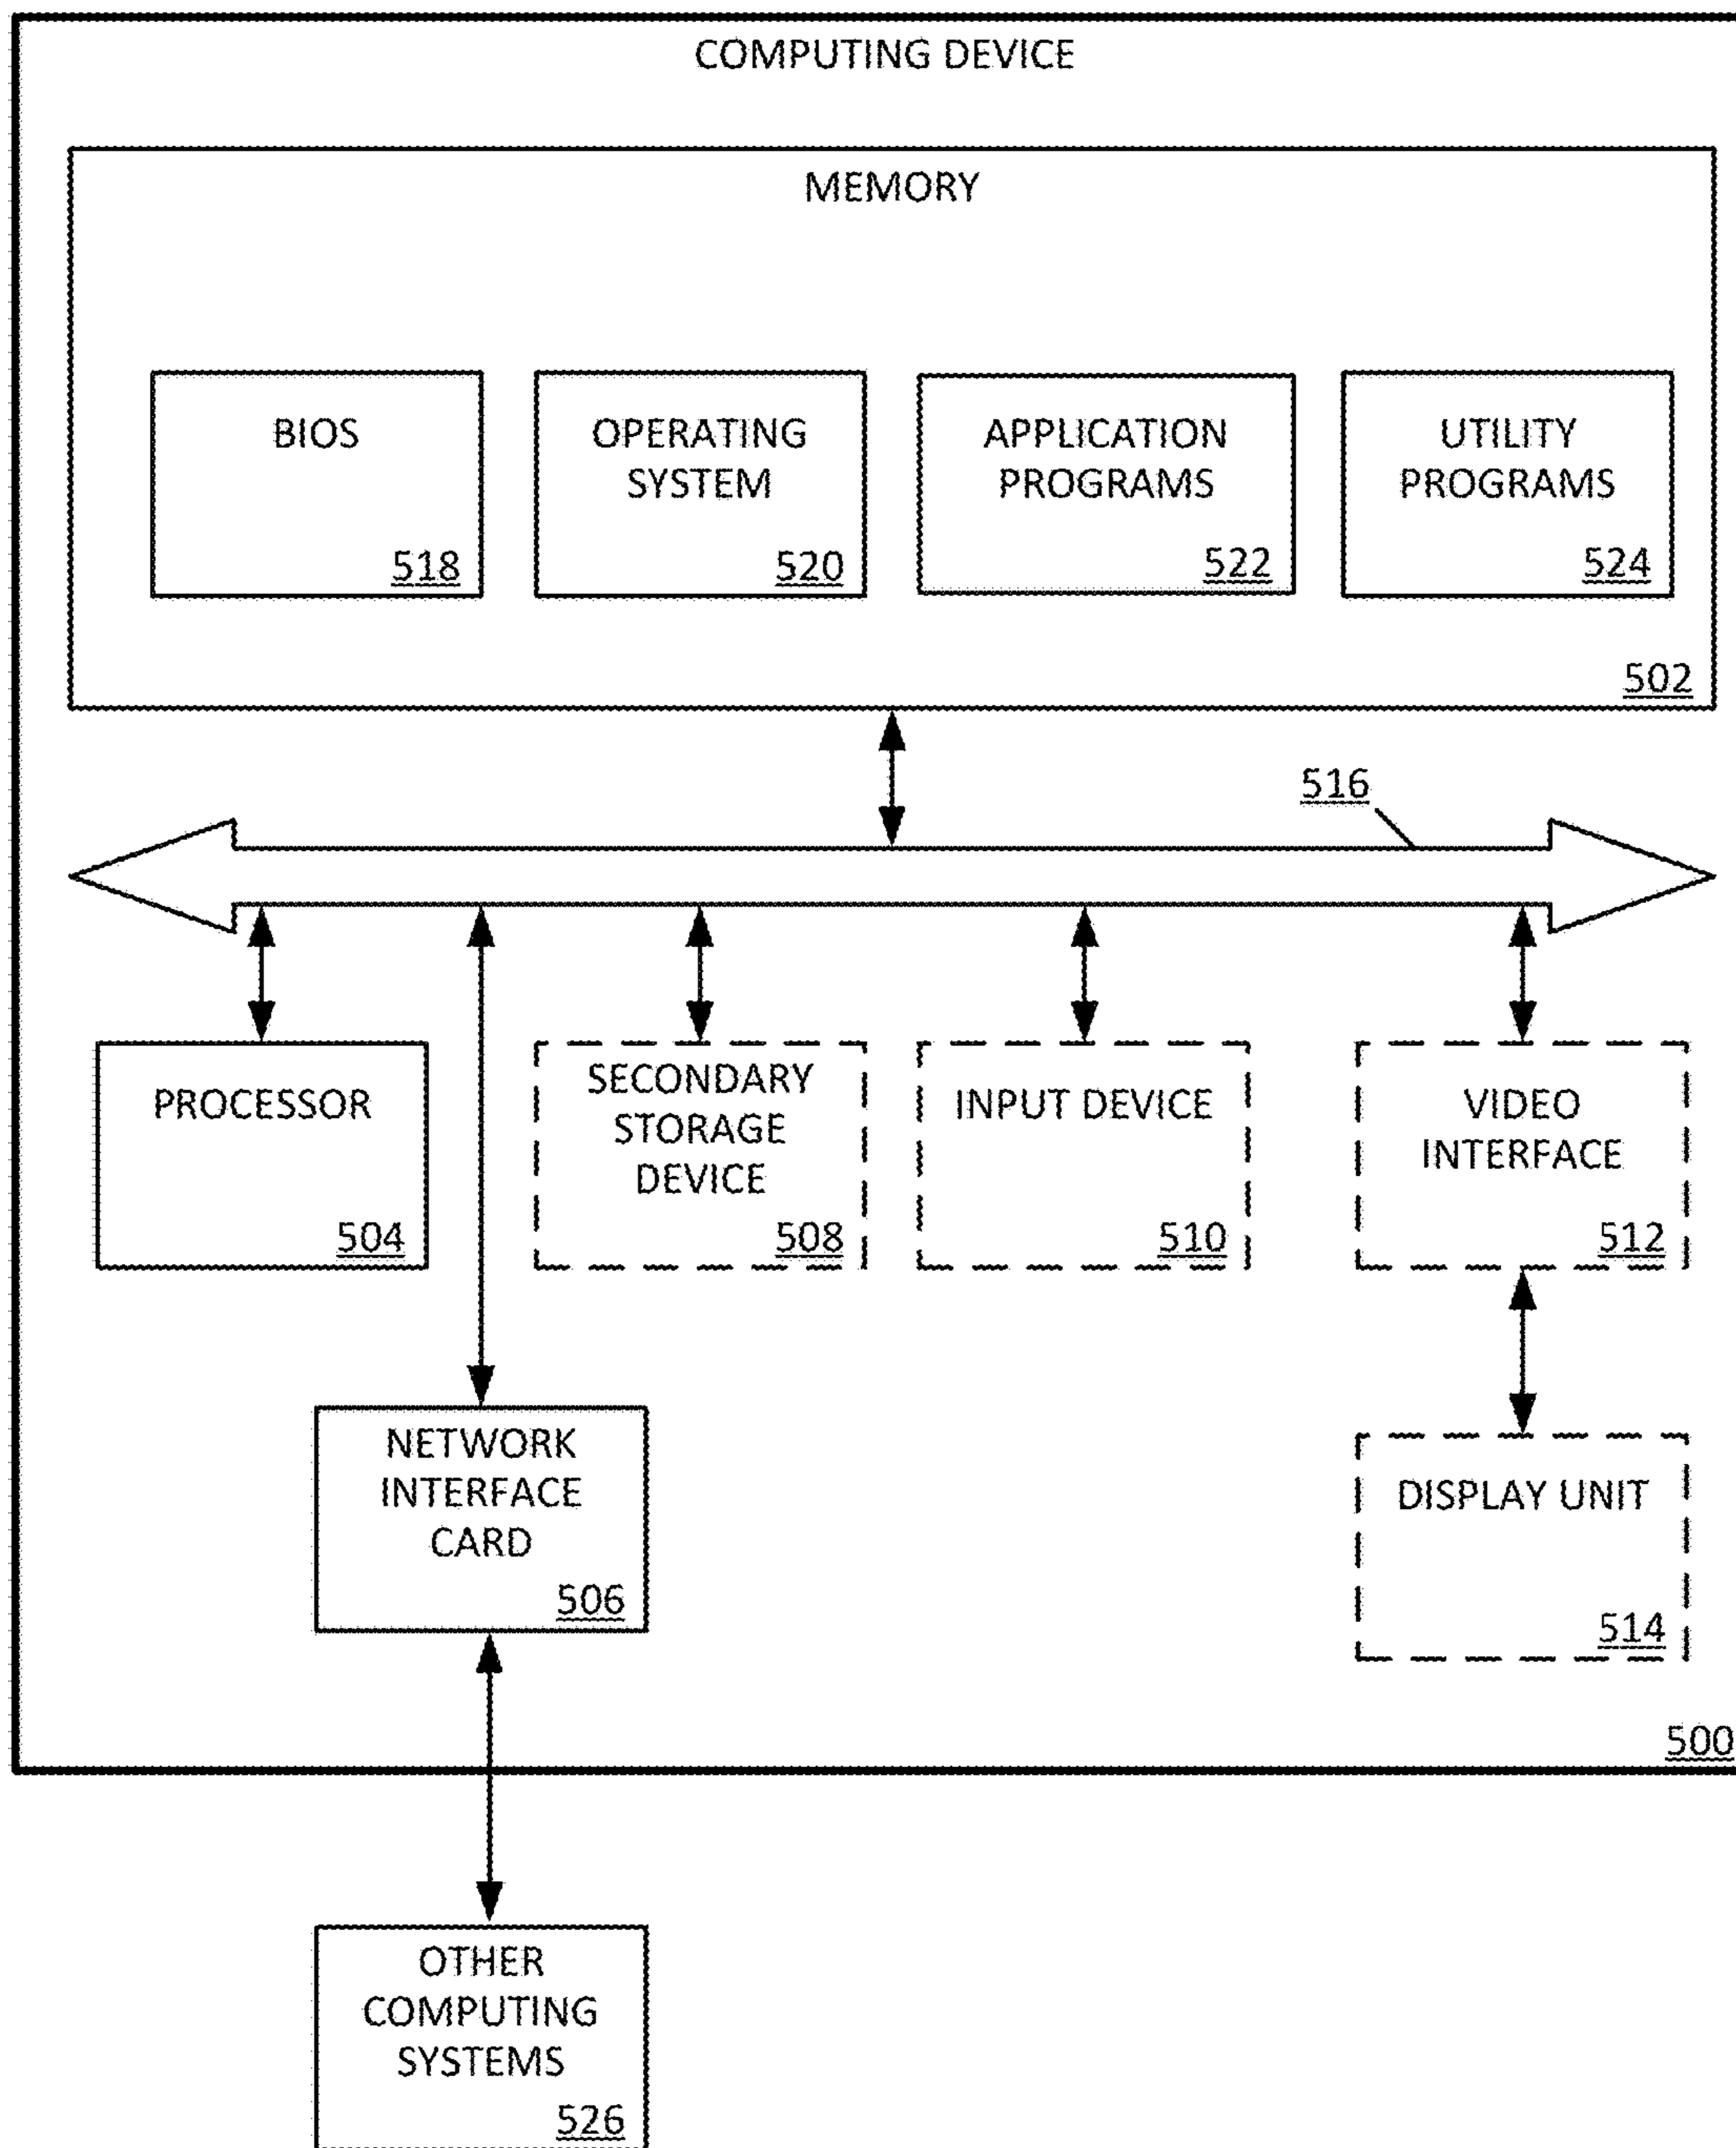 COMPUTING DEVICE
MEMORY
BIOS
518
OPERATING
SYSTEM
520
APPLICATION
PROGRAMS
522
UTILITY
PROGRAMS
524
502
516
PROCESSOR
504
SECONDARY
STORAGE
DEVICE
508
INPUT DEVICE
510
VIDEO
INTERFACE
512
NETWORK
INTERFACE
CARD
506
DISPLAY UNIT
514
500
OTHER
COMPUTING
SYSTEMS
526